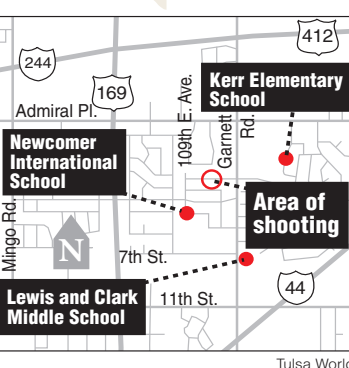 412
244
169
Kerr Elementary
School
Admiral Pl.
109th E. Ave.
Garnett
Rd.
Newcomer
International
School
Mingo Rd.
Area of
shooting
N
7th St.
44
Lewis and Clark
Middle School
11th St.
Tulsa World